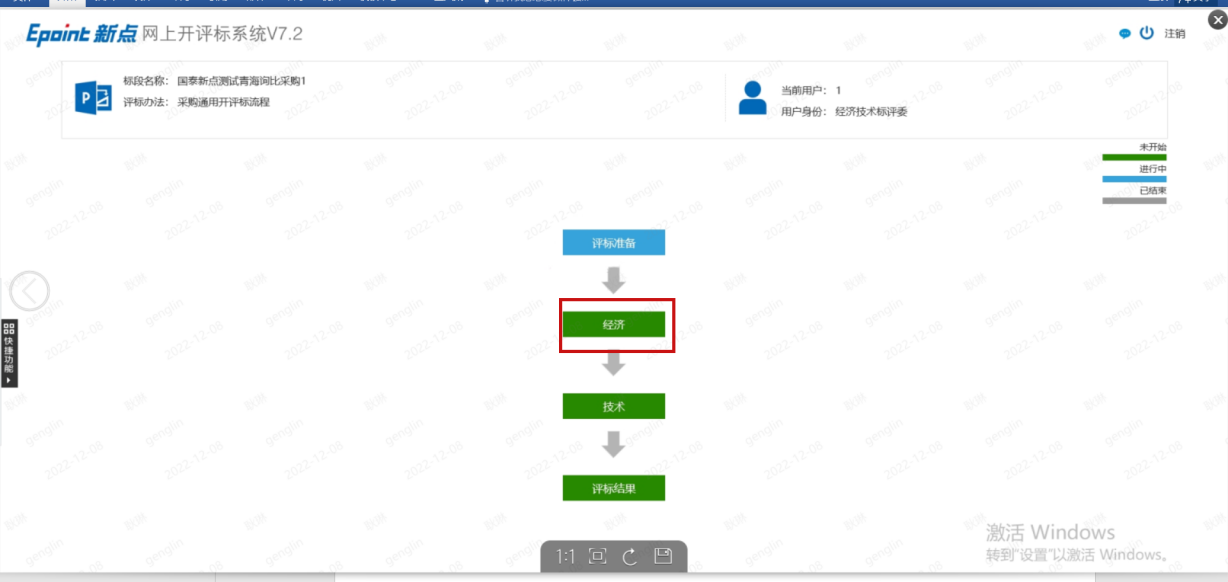 Epoint 新点 网上开评标系统V7.2
注销
标段名称： 国泰新点测试青海询比采购1
评标办法： 采购通用开评标流程
当前用户： 1
用户身份： 经济技术标评委
未开始
进行中
已结束
评标准备
经济
技术
评标结果
快捷功能
激活 Windows
转到"设置"以激活 Windows。
1:1
genglin
2022-12-08